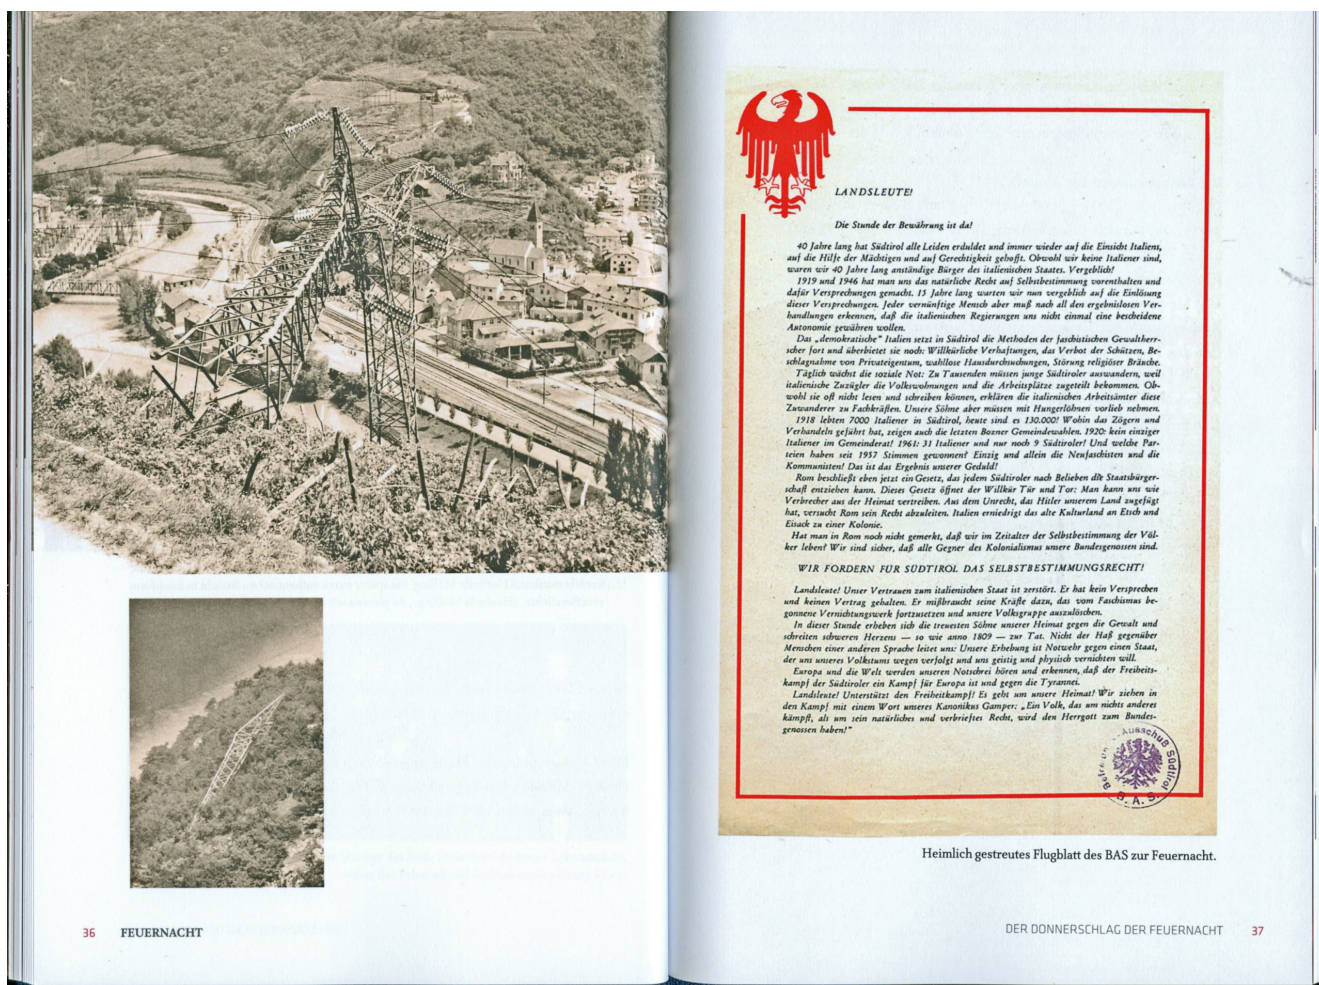 36 FEUERNACHT
LANDSLEUTE!
Die Stunde der Bewährung ist da!
40 Jahre lang hat Südtirol alle Leiden erduldet und immer wieder auf die Einsicht Italiens,
auf die Hilfe der Mächtigen und auf Gerechtigkeit gehofft. Obwohl wir keine Italiener sind,
waren wir 40 Jahre lang anständige Bürger des italienischen Staates. Vergeblich!
1919 und 1946 hat man uns das natürliche Recht auf Selbstbestimmung vorenthalten und
dafür Versprechungen gemacht. 15 Jahre lang warten wir nun vergeblich auf die Einlösung
dieser Versprechungen. Jeder vernünftige Mensch aber muß nach all den ergebnislosen Ver-
handlungen erkennen, daß die italienischen Regierungen uns nicht einmal eine bescheidene
Autonomie gewähren wollen.
Das „demokratische" Italien setzt in Südtirol die Methoden der faschistischen Gewaltherr-
scher fort und überbietet sie noch: Willkürliche Verhaftungen, das Verbot der Schützen, Be-
schlagnahme von Privateigentum, wahllose Hausdurchsuchungen, Störung religiöser Bräuche.
Täglich wächst die soziale Not: Zu Tausenden müssen junge Südtiroler auswandern, weil
italienische Zuzügler die Volkswohnungen und die Arbeitsplätze zugeteilt bekommen. Ob-
wohl sie oft nicht lesen und schreiben können, erklären die italienischen Arbeitsämter diese
Zuwanderer zu Fachkräften. Unsere Söhne aber müssen mit Hungerlöhnen vorlieb nehmen.
1918 lebten 7000 Italiener in Südtirol, heute sind es 130.000! Wohin das Zögern und
Verhandeln geführt hat, zeigen auch die letzten Bozner Gemeindewahlen. 1920: kein einziger
Italiener im Gemeinderat! 1961: 31 Italiener und nur noch 9 Südtiroler! Und welche Par-
teien haben seit 1957 Stimmen gewonnen? Einzig und allein die Neufaschisten und die
Kommunisten! Das ist das Ergebnis unserer Geduld!
Rom beschließt eben jetzt ein Gesetz, das jedem Südtiroler nach Belieben die Staatsbürger-
schaft entziehen kann. Dieses Gesetz öffnet der Willkür Tür und Tor: Man kann uns wie
Verbrecher aus der Heimat vertreiben. Aus dem Unrecht, das Hitler unserem Land zugefügt
hat, versucht Rom sein Recht abzuleiten. Italien erniedrigt das alte Kulturland an Etsch und
Eisack zu einer Kolonie.
Hat man in Rom noch nicht gemerkt, daß wir im Zeitalter der Selbstbestimmung der Völ-
ker leben? Wir sind sicher, daß alle Gegner des Kolonialismus unsere Bundesgenossen sind.
WIR FORDERN FÜR SÜDTIROL DAS SELBSTBESTIMMUNGSRECHT!
Landsleute! Unser Vertrauen zum italienischen Staat ist zerstört. Er hat kein Versprechen
und keinen Vertrag gehalten. Er mißbraucht seine Kräfte dazu, das vom Faschismus be-
gonnene Vernichtungswerk fortzusetzen und unsere Volksgruppe auszulöschen.
In dieser Stunde erheben sich die treuesten Söhne unserer Heimat gegen die Gewalt und
schreiten schweren Herzens — so wie anno 1809 — zur Tat. Nicht der Haß gegenüber
Menschen einer anderen Sprache leitet uns: Unsere Erhebung ist Notwehr gegen einen Staat,
der uns unseres Volkstums wegen verfolgt und uns geistig und physisch vernichten will.
Europa und die Welt werden unseren Notschrei hören und erkennen, daß der Freiheits-
kampf der Südtiroler ein Kampf für Europa ist und gegen die Tyrannei.
Landsleute! Unterstützt den Freiheitkampf! Es geht um unsere Heimat! Wir ziehen in
den Kampf mit einem Wort unseres Kanonikus Gamper: „Ein Volk, das um nichts anderes
kämpft, als um sein natürliches und verbrieftes Recht, wird den Herrgott zum Bundes-
genossen haben!"
Ausschuß Südtirol
B. A. S.
Heimlich gestreutes Flugblatt des BAS zur Feuernacht.
DER DONNERSCHLAG DER FEUERNACHT 37